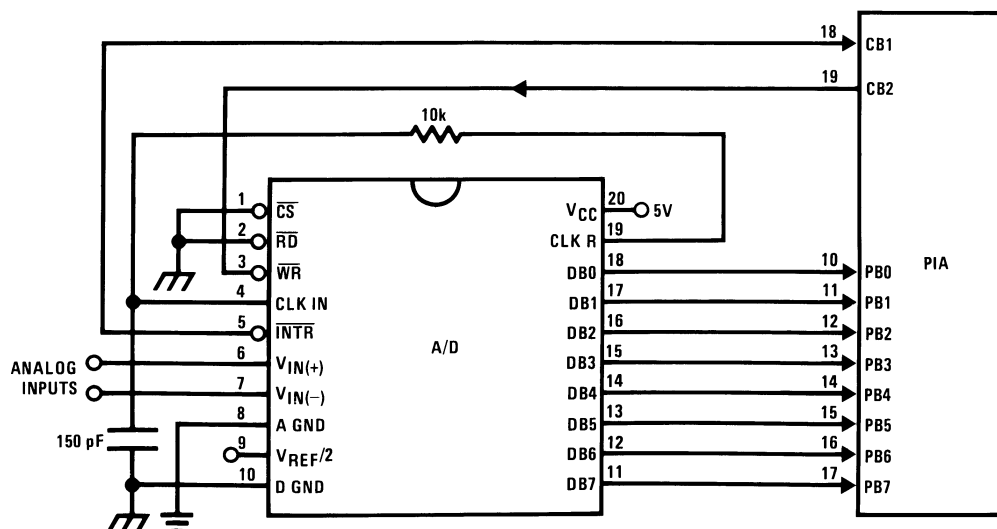 18 CB1
19 CB2
10k
1 CS
2 RD
3 WR
4 CLK IN
5 INTR
6 VIN(+)
7 VIN(–)
8 A GND
9 VREF/2
10 D GND
ANALOG
INPUTS
150 pF
A/D
VCC 20 5V
CLK R 19
DB0 18
DB1 17
DB2 16
DB3 15
DB4 14
DB5 13
DB6 12
DB7 11
10 PB0
11 PB1
12 PB2
13 PB3
14 PB4
15 PB5
16 PB6
17 PB7
PIA